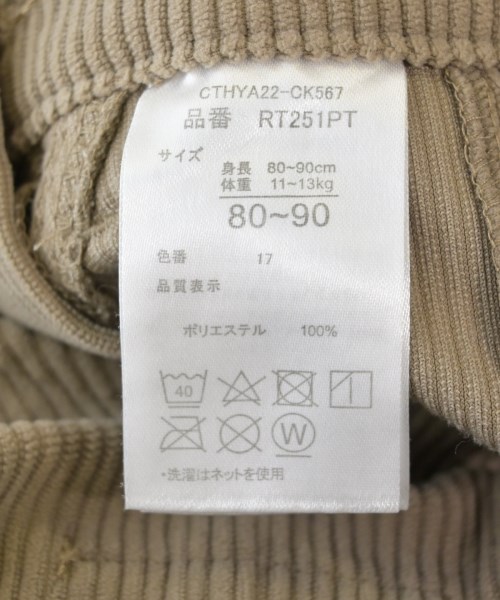 CTHYA22-CK567
品番 RT251PT
サイズ
身長 80~90cm
体重 11~13kg
80~90
色番 17
品質表示
ポリエステル 100%
40
W
・洗濯はネットを使用